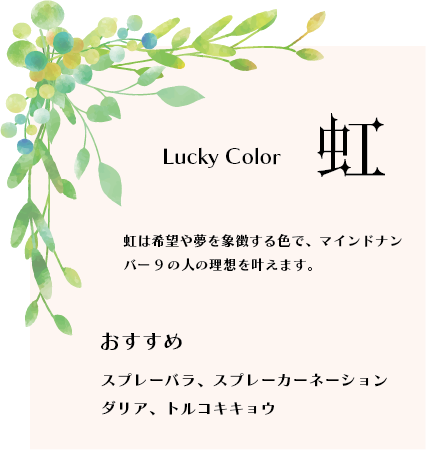 Lucky Color 虹
虹は希望や夢を象徴する色で、マインドナン
バー９の人の理想を叶えます。
おすすめ
スプレーバラ、スプレーカーネーション
ダリア、トルコキキョウ